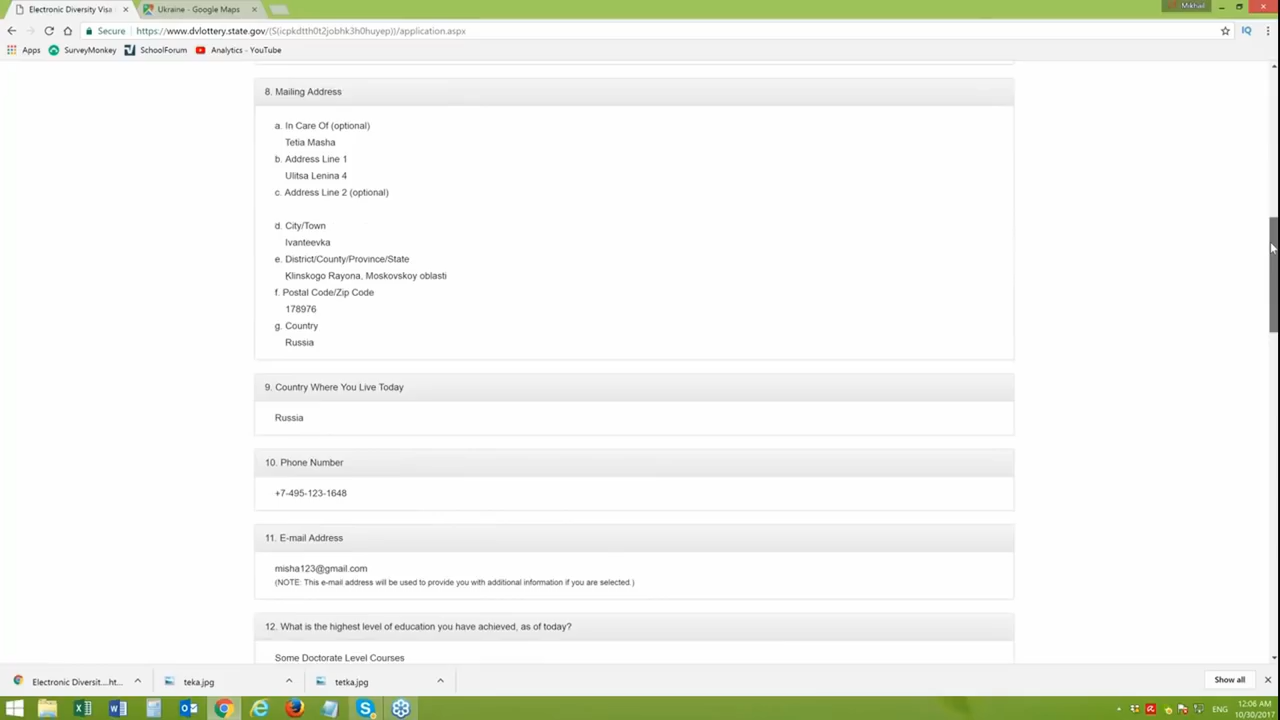 Electronic Diversity Visa
Ukraine - Google Maps
Mikhail
Secure
https://www.dvlottery.state.gov/(S(icpkdtth0t2jobhk3h0huyep))/application.aspx
Apps
SurveyMonkey
SchoolForum
Analytics - YouTube
8. Mailing Address
a. In Care Of (optional)
Tetia Masha
b. Address Line 1
Ulitsa Lenina 4
c. Address Line 2 (optional)
d. City/Town
Ivanteevka
e. District/County/Province/State
Klinskogo Rayona, Moskovskoy oblasti
f. Postal Code/Zip Code
178976
g. Country
Russia
9. Country Where You Live Today
Russia
10. Phone Number
+7-495-123-1648
11. E-mail Address
misha123@gmail.com
(NOTE: This e-mail address will be used to provide you with additional information if you are selected.)
12. What is the highest level of education you have achieved, as of today?
Some Doctorate Level Courses
Electronic Diversit....ht...
teka.jpg
tetka.jpg
Show all
ENG
12:06 AM
10/30/2017